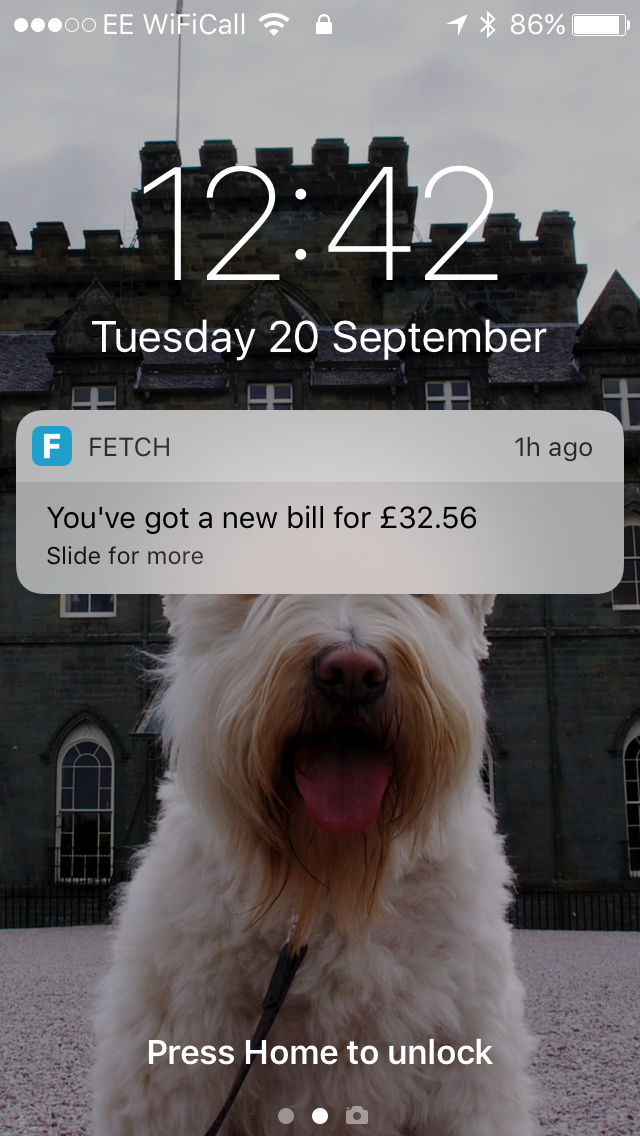 EE WiFiCall 86%
12:42
Tuesday 20 September
F FETCH 1h ago
You've got a new bill for £32.56
Slide for more
Press Home to unlock